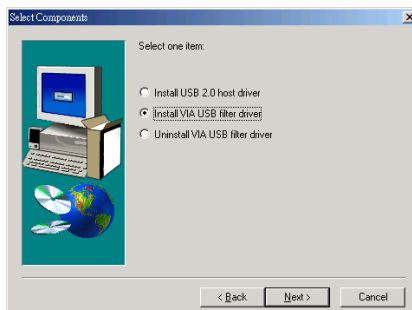 Select Components
Select one item:
Install USB 2.0 host driver
Install VIA USB filter driver
Uninstall VIA USB filter driver
< Back
Next >
Cancel